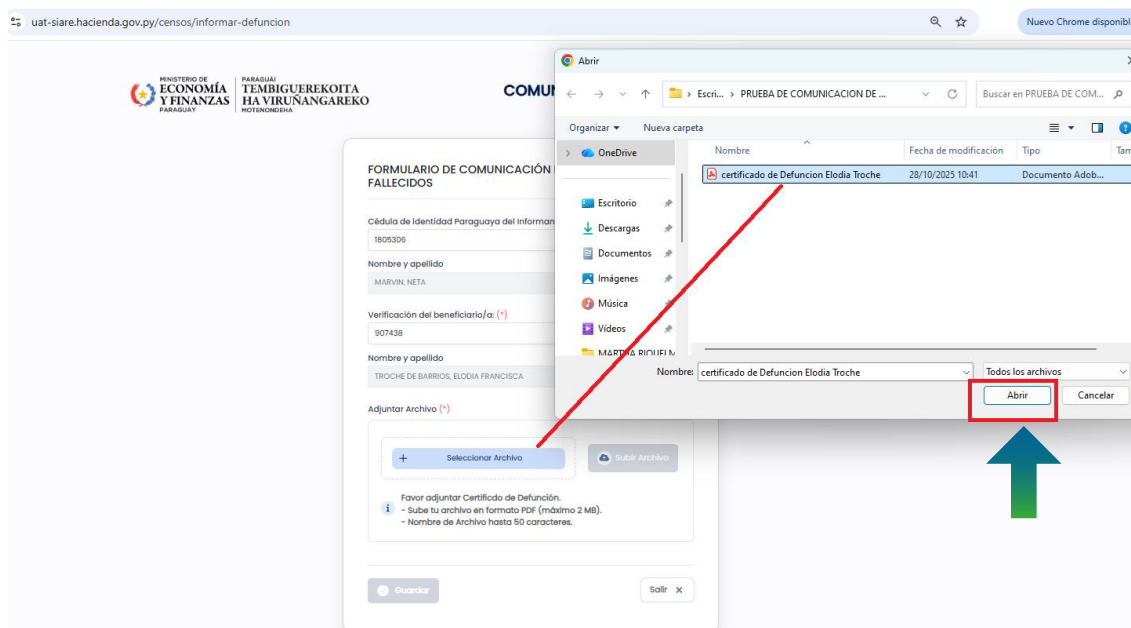 uat-siare.hacienda.gov.py/censos/informar-defuncion
Nuevo Chrome disponibl
MINISTERIO DE
ECONOMÍA
Y FINANZAS
PARAGUAY
PARAGUÁI
TEMBIGUEREKOITA
HA VIRUÑANGAREKO
MOTENONDEHA
COMU
Abrir
Escri... › PRUEBA DE COMUNICACION DE ...
Buscar en PRUEBA DE COM...
Organizar
Nueva carpeta
OneDrive
Escritorio
Descargas
Documentos
Imágenes
Música
Vídeos
MARTHA RIQUELM
Nombre
Fecha de modificación
Tipo
Tam
certificado de Defuncion Elodia Troche
28/10/2025 10:41
Documento Adob...
Nombre:
certificado de Defuncion Elodia Troche
Todos los archivos
Abrir
Cancelar
FORMULARIO DE COMUNICACIÓN
FALLECIDOS
Cédula de identidad Paraguaya del Informan
1805306
Nombre y apellido
MARVIN, NETA
Verificación del beneficiario/a: (*)
907438
Nombre y apellido
TROCHE DE BARRIOS, ELODIA FRANCISCA
Adjuntar Archivo (*)
+ Seleccionar Archivo
Subir Archivo
Favor adjuntar Certificdo de Defunción.
- Sube tu archivo en formato PDF (máximo 2 MB).
- Nombre de Archivo hasta 50 caracteres.
Guardar
Salir X